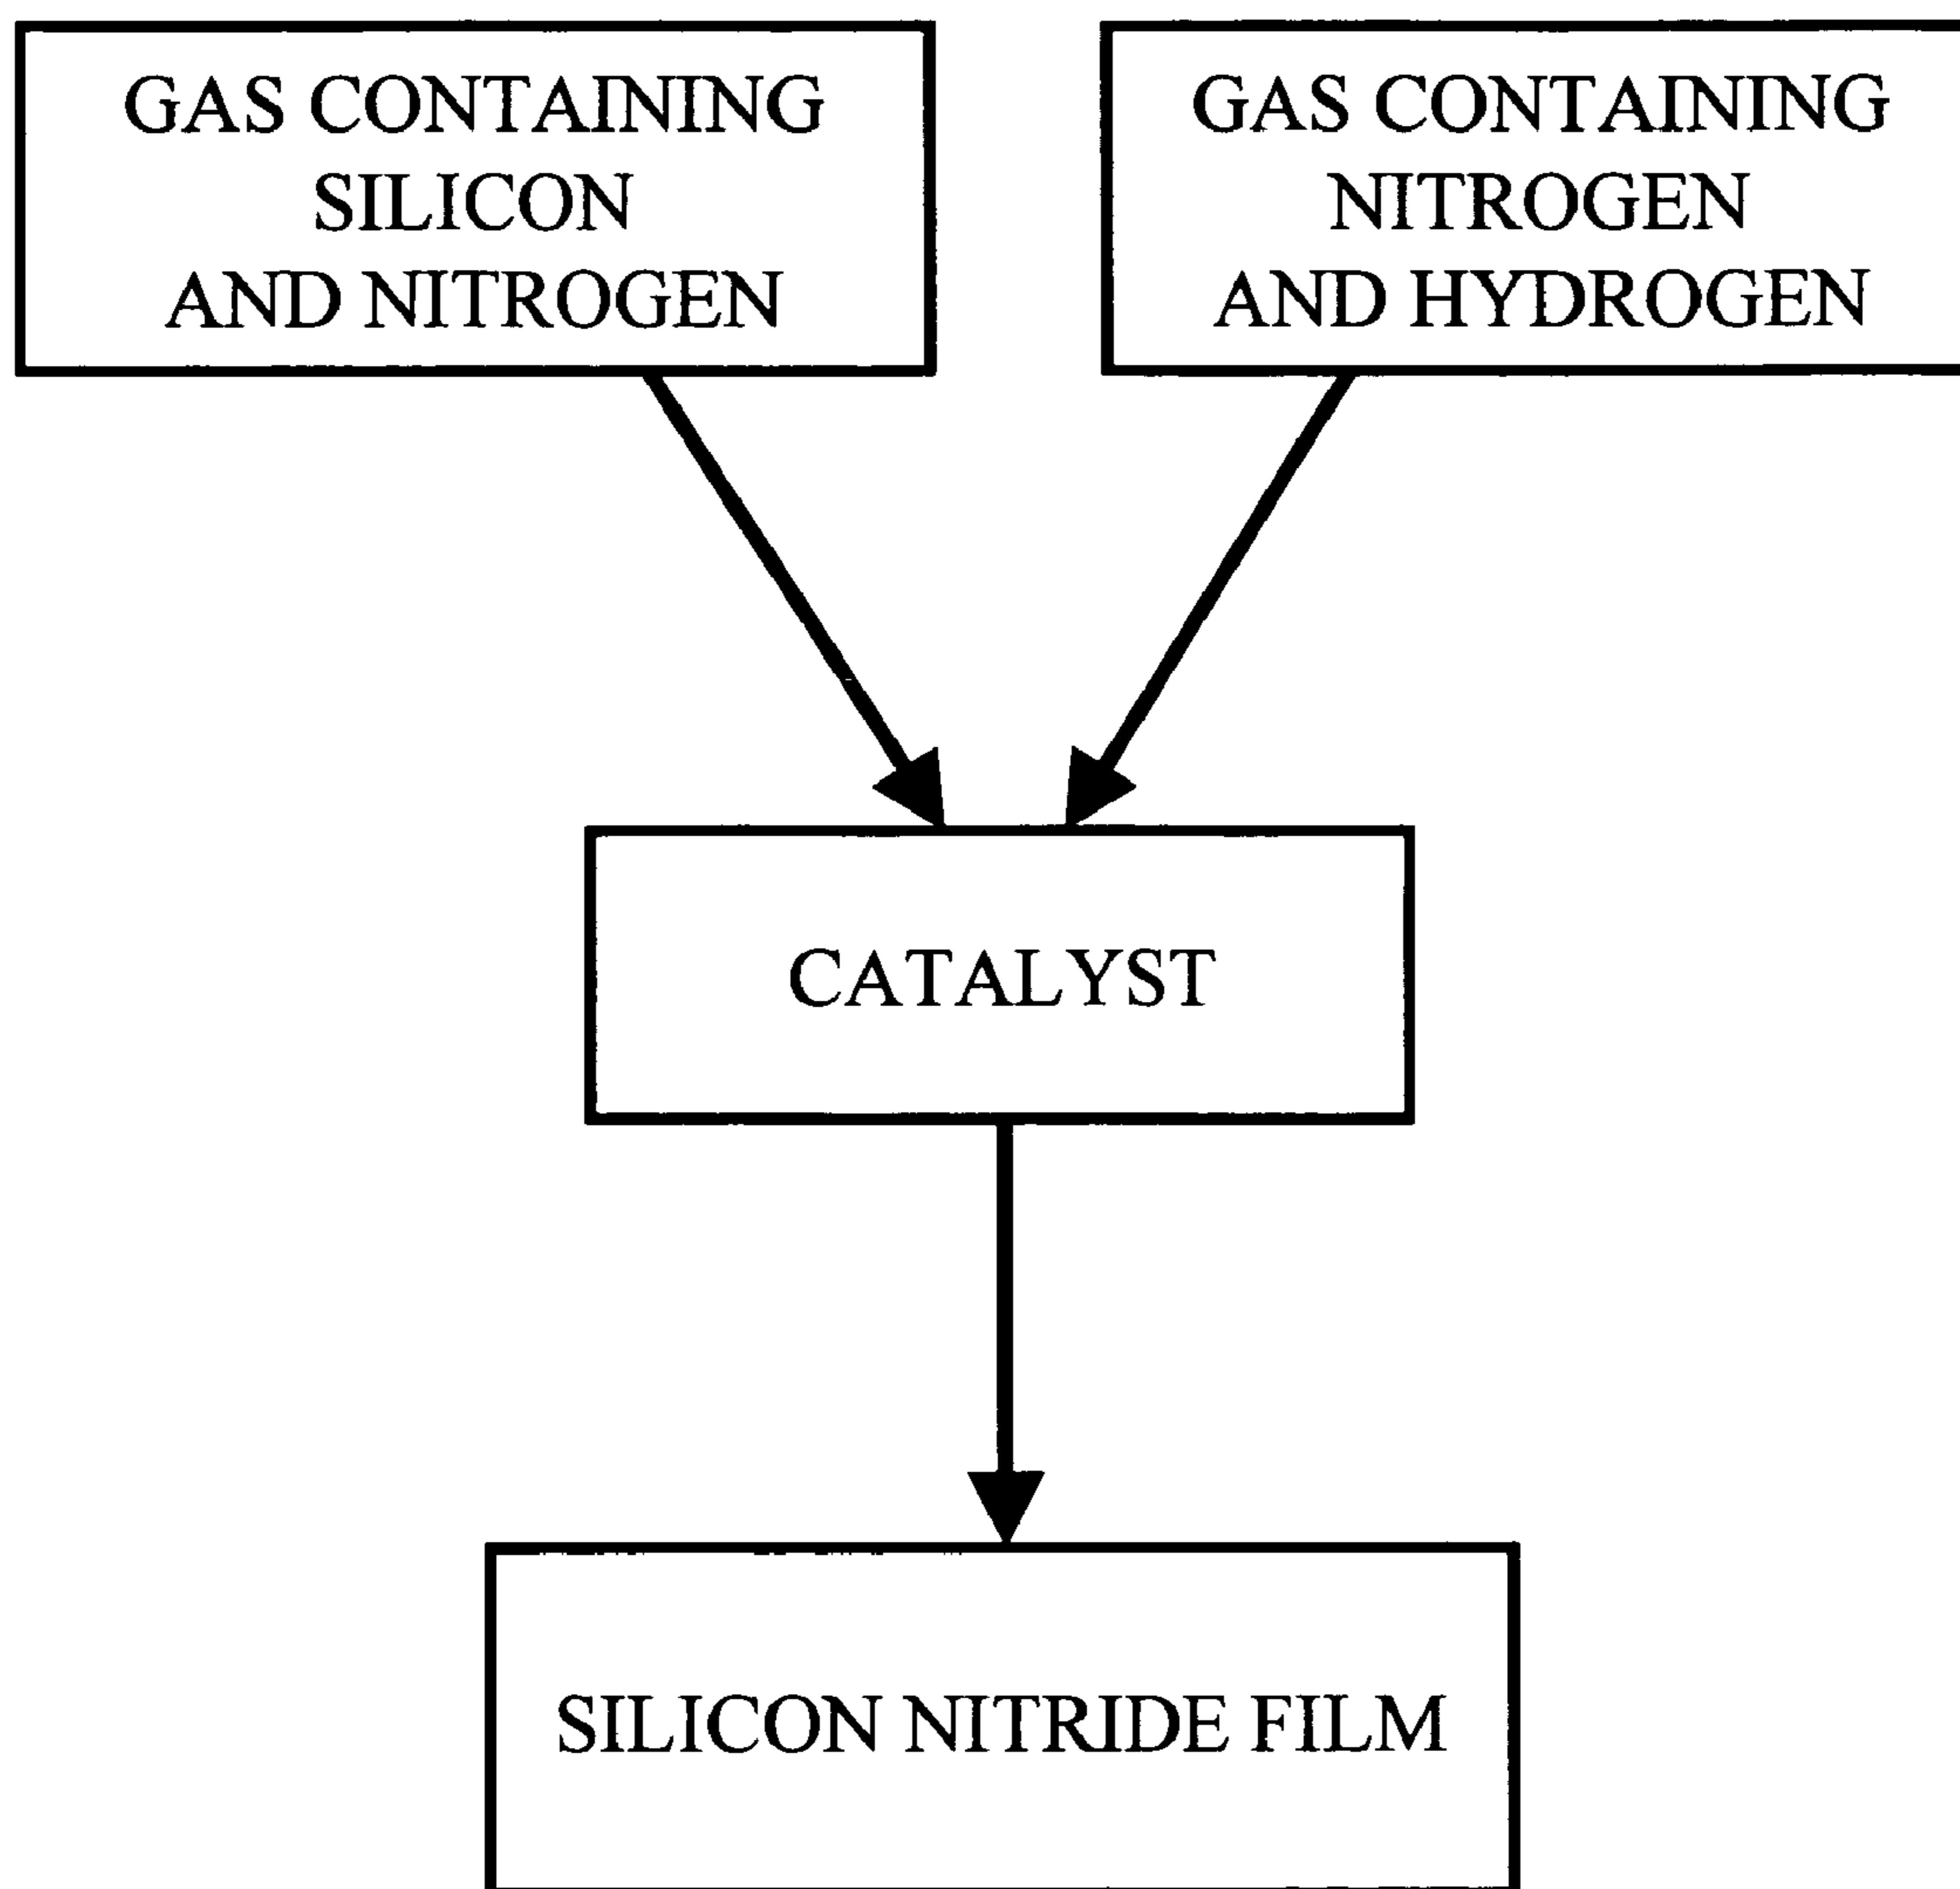 GAS CONTAINING
SILICON
AND NITROGEN
GAS CONTAINING
NITROGEN
AND HYDROGEN
CATALYST
SILICON NITRIDE FILM